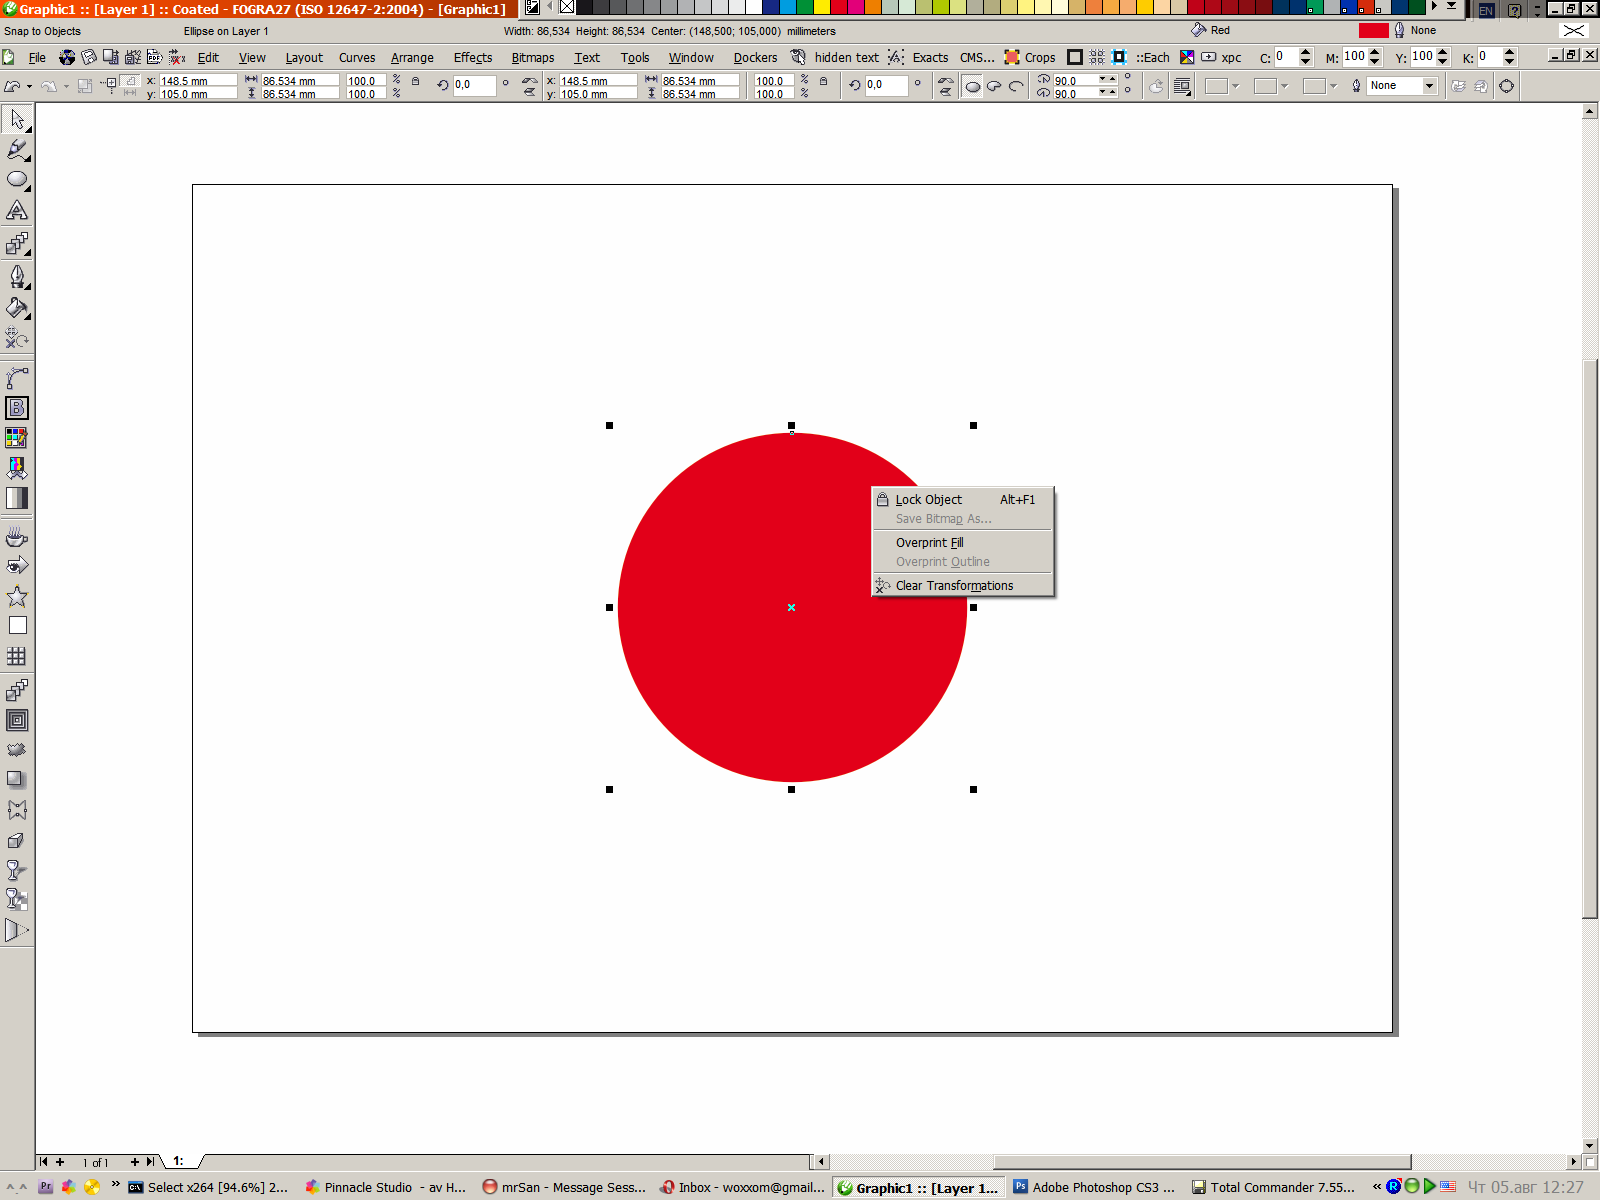 Graphic1 :: [Layer 1] :: Coated - FOGRA27 (ISO 12647-2:2004) - [Graphic1]
EN
Snap to Objects Ellipse on Layer 1 Width: 86,534 Height: 86,534 Center: (148,500; 105,000) millimeters Red None
File Edit View Layout Curves Arrange Effects Bitmaps Text Tools Window Dockers hidden text Exacts CMS... Crops ::Each xpc C: 0 M: 100 Y: 100 K: 0
x: 148.5 mm 86.534 mm 100.0 % 0,0 ° x: 148.5 mm 86.534 mm 100.0 % 0,0 ° 90.0 ° None
y: 105.0 mm 86.534 mm 100.0 % y: 105.0 mm 86.534 mm 100.0 % 90.0 °
Lock Object Alt+F1
Save Bitmap As...
Overprint Fill
Overprint Outline
Clear Transformations
1 of 1 1:
Pr Select x264 [94.6%] 2... Pinnacle Studio - av H... mrSan - Message Sess... Inbox - woxxom@gmail... Graphic1 :: [Layer 1... Ps Adobe Photoshop CS3 ... Total Commander 7.55... « R Чт 05.авг 12:27